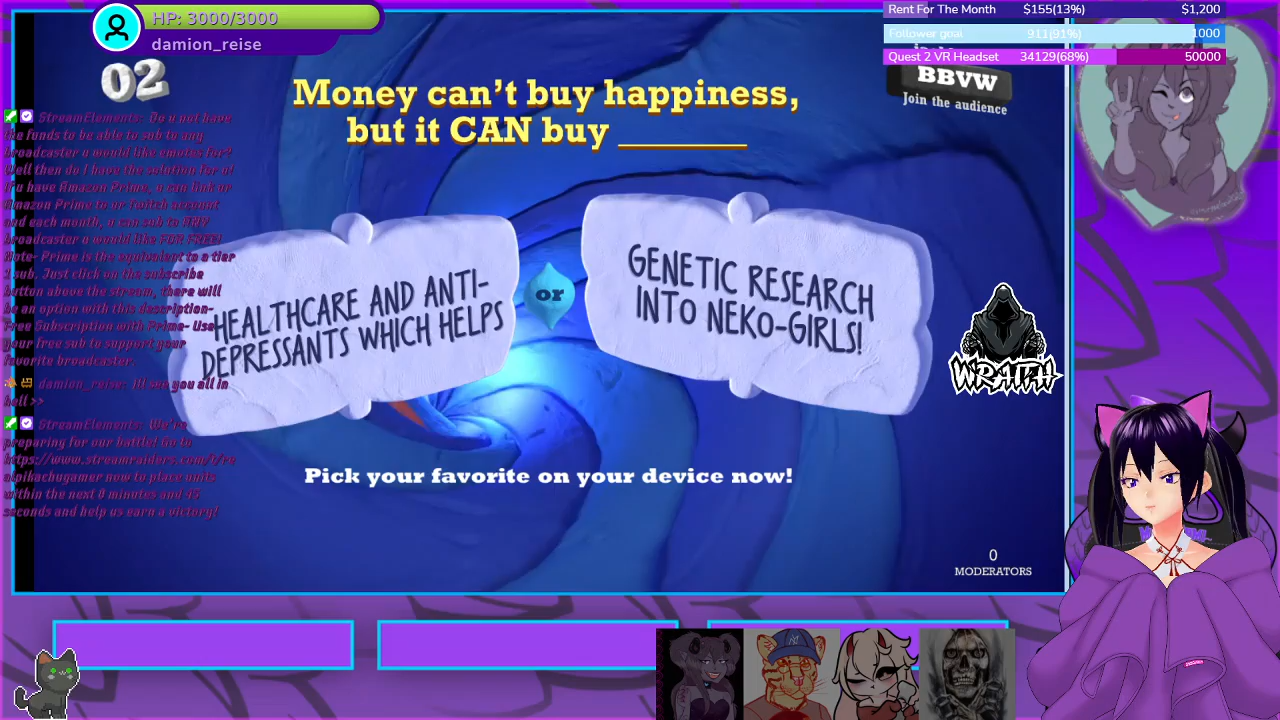 HP: 3000/3000
damion_reise
Rent For The Month $155(13%) $1,200
Follower goal 911(91%) 1000
Quest 2 VR Headset 34129(68%) 50000
02
Money can't buy happiness,
but it CAN buy ________
BBVW
Join the audience
StreamElements: Do u not have
the funds to be able to sub to any
broadcaster u would like emotes for?
Well then do I have the solution for u!
If u have Amazon Prime, u can link ur
Amazon Prime to ur Twitch account
and each month, u can sub to ANY
broadcaster u would like FOR FREE!
Note- Prime is the equivalent to a tier
1 sub. Just click on the subscribe
button above the stream, there will
be an option with this description-
Free Subscription with Prime- Use
your free sub to support your
favorite broadcaster.
damion_reise: I'll see you all in
hell >>
StreamElements: We're
preparing for our battle! Go to
now to place units
within the next 8 minutes and 45
seconds and help us earn a victory!
HEALTHCARE AND ANTI-
DEPRESSANTS WHICH HELPS
or
GENETIC RESEARCH
INTO NEKO-GIRLS!
WRAITH
Pick your favorite on your device now!
0
MODERATORS